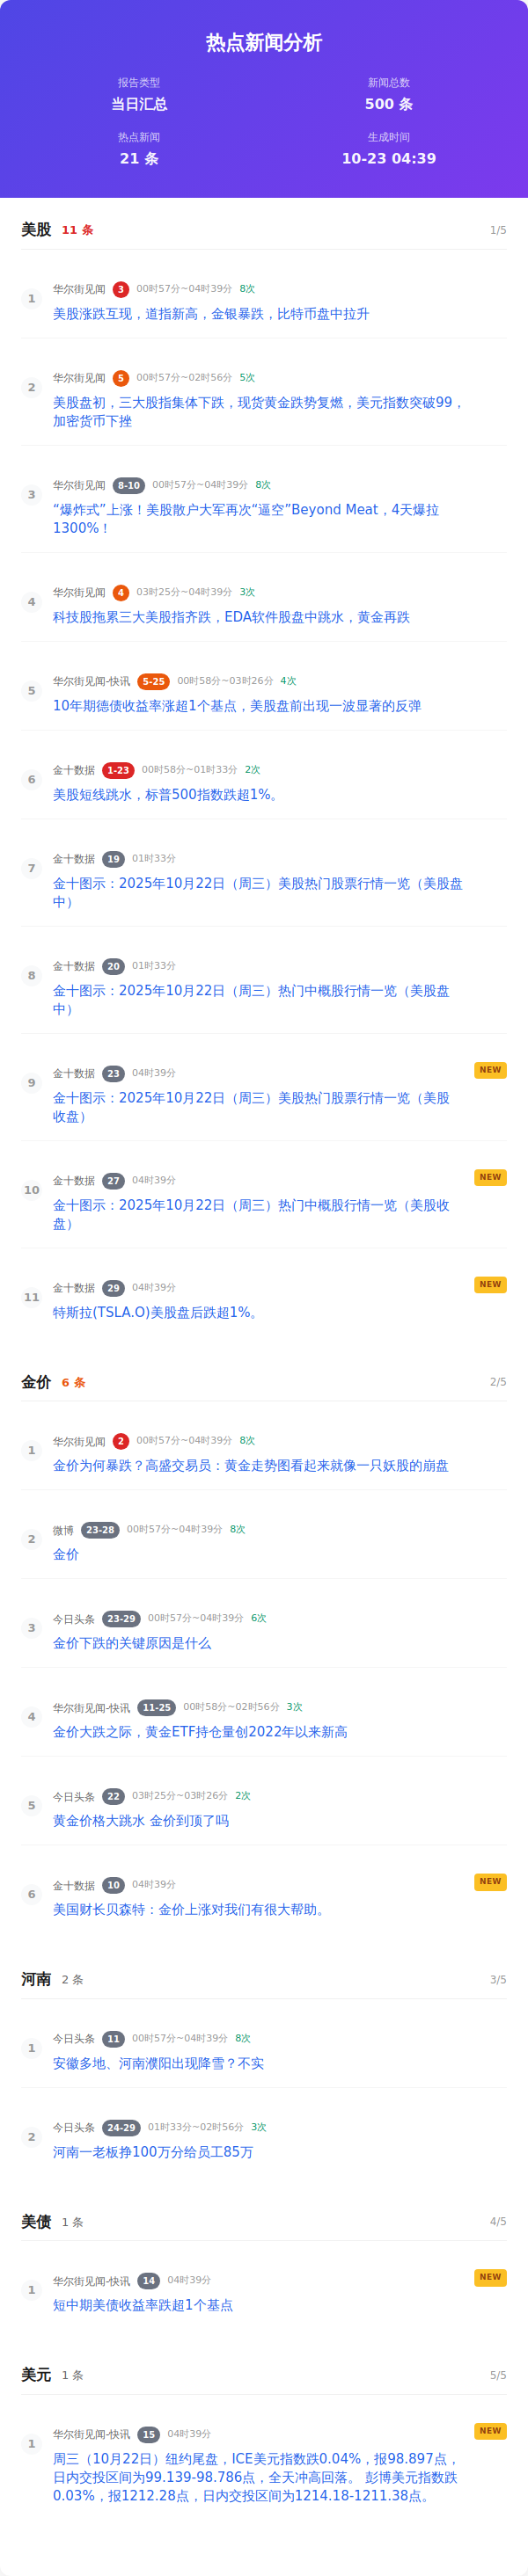 热点新闻分析
报告类型
当日汇总
新闻总数
500 条
热点新闻
21 条
生成时间
10-23 04:39
美股 11 条 1/5
1
华尔街见闻 3 00时57分~04时39分 8次
美股涨跌互现，道指新高，金银暴跌，比特币盘中拉升
2
华尔街见闻 5 00时57分~02时56分 5次
美股盘初，三大股指集体下跌，现货黄金跌势复燃，美元指数突破99，
加密货币下挫
3
华尔街见闻 8-10 00时57分~04时39分 8次
“爆炸式”上涨！美股散户大军再次“逼空”Beyond Meat，4天爆拉
1300%！
4
华尔街见闻 4 03时25分~04时39分 3次
科技股拖累三大美股指齐跌，EDA软件股盘中跳水，黄金再跌
5
华尔街见闻-快讯 5-25 00时58分~03时26分 4次
10年期德债收益率涨超1个基点，美股盘前出现一波显著的反弹
6
金十数据 1-23 00时58分~01时33分 2次
美股短线跳水，标普500指数跌超1%。
7
金十数据 19 01时33分
金十图示：2025年10月22日（周三）美股热门股票行情一览（美股盘
中）
8
金十数据 20 01时33分
金十图示：2025年10月22日（周三）热门中概股行情一览（美股盘
中）
9
金十数据 23 04时39分 NEW
金十图示：2025年10月22日（周三）美股热门股票行情一览（美股
收盘）
10
金十数据 27 04时39分 NEW
金十图示：2025年10月22日（周三）热门中概股行情一览（美股收
盘）
11
金十数据 29 04时39分 NEW
特斯拉(TSLA.O)美股盘后跌超1%。
金价 6 条 2/5
1
华尔街见闻 2 00时57分~04时39分 8次
金价为何暴跌？高盛交易员：黄金走势图看起来就像一只妖股的崩盘
2
微博 23-28 00时57分~04时39分 8次
金价
3
今日头条 23-29 00时57分~04时39分 6次
金价下跌的关键原因是什么
4
华尔街见闻-快讯 11-25 00时58分~02时56分 3次
金价大跌之际，黄金ETF持仓量创2022年以来新高
5
今日头条 22 03时25分~03时26分 2次
黄金价格大跳水 金价到顶了吗
6
金十数据 10 04时39分 NEW
美国财长贝森特：金价上涨对我们有很大帮助。
河南 2 条 3/5
1
今日头条 11 00时57分~04时39分 8次
安徽多地、河南濮阳出现降雪？不实
2
今日头条 24-29 01时33分~02时56分 3次
河南一老板挣100万分给员工85万
美债 1 条 4/5
1
华尔街见闻-快讯 14 04时39分 NEW
短中期美债收益率跌超1个基点
美元 1 条 5/5
1
华尔街见闻-快讯 15 04时39分 NEW
周三（10月22日）纽约尾盘，ICE美元指数跌0.04%，报98.897点，
日内交投区间为99.139-98.786点，全天冲高回落。 彭博美元指数跌
0.03%，报1212.28点，日内交投区间为1214.18-1211.38点。